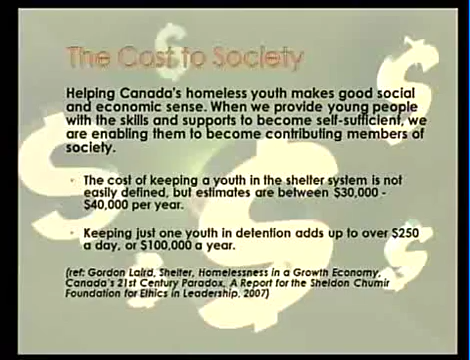 The Cost to Society
Helping Canada's homeless youth makes good social
and economic sense. When we provide young people
with the skills and supports to become self-sufficient, we
are enabling them to become contributing members of
society.
• The cost of keeping a youth in the shelter system is not
easily defined, but estimates are between $30,000 -
$40,000 per year.
• Keeping just one youth in detention adds up to over $250
a day, or $100,000 a year.
(ref: Gordon Laird, Shelter, Homelessness in a Growth Economy,
Canada's 21st Century Paradox, A Report for the Sheldon Chumir
Foundation for Ethics in Leadership, 2007)